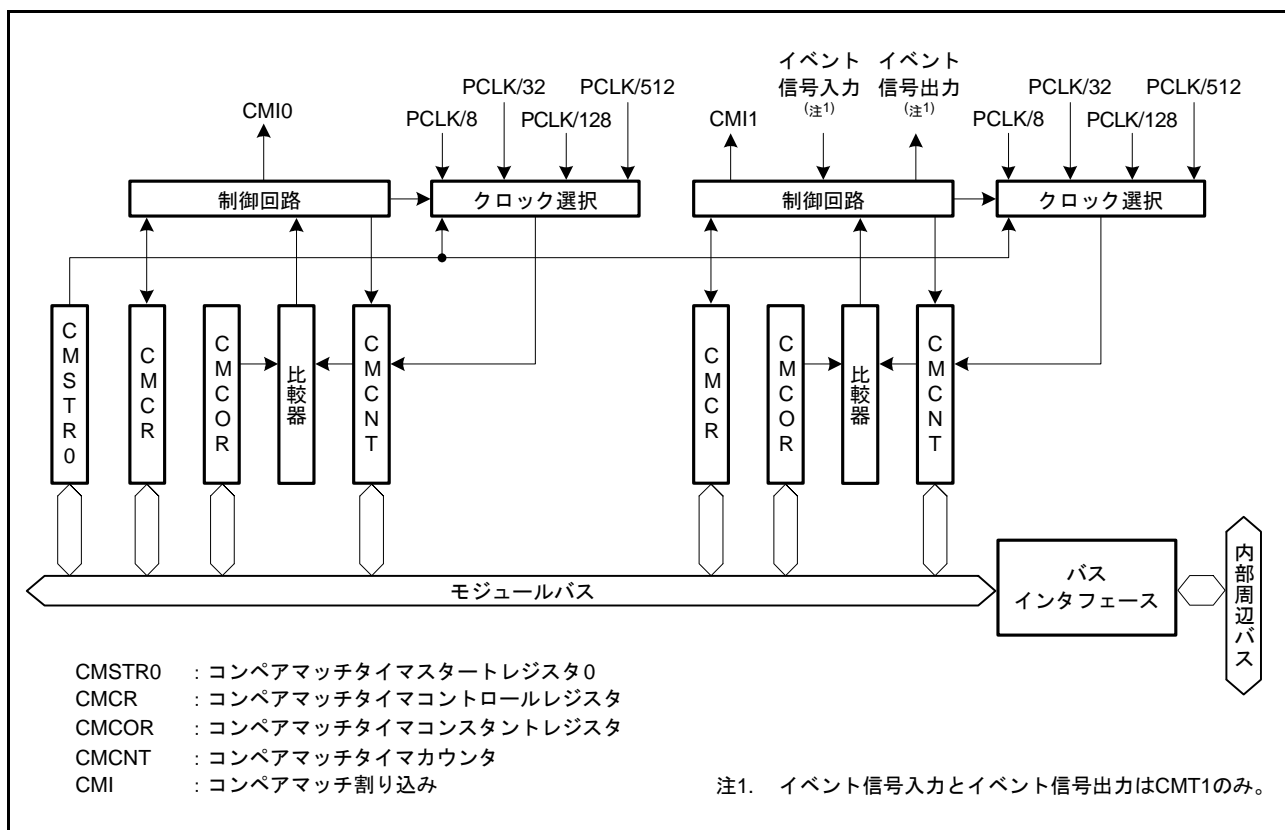 CMI0
PCLK/8
PCLK/32
PCLK/128
PCLK/512
CMI1
イベント
信号入力
(注1)
イベント
信号出力
(注1)
PCLK/8
PCLK/32
PCLK/128
PCLK/512
制御回路
クロック選択
制御回路
クロック選択
CMSTR0
CMCR
CMCOR
比較器
CMCNT
CMCR
CMCOR
比較器
CMCNT
モジュールバス
バス
インタフェース
内部周辺バス
CMSTR0 : コンペアマッチタイマスタートレジスタ0
CMCR : コンペアマッチタイマコントロールレジスタ
CMCOR : コンペアマッチタイマコンスタントレジスタ
CMCNT : コンペアマッチタイマカウンタ
CMI : コンペアマッチ割り込み
注1. イベント信号入力とイベント信号出力はCMT1のみ。